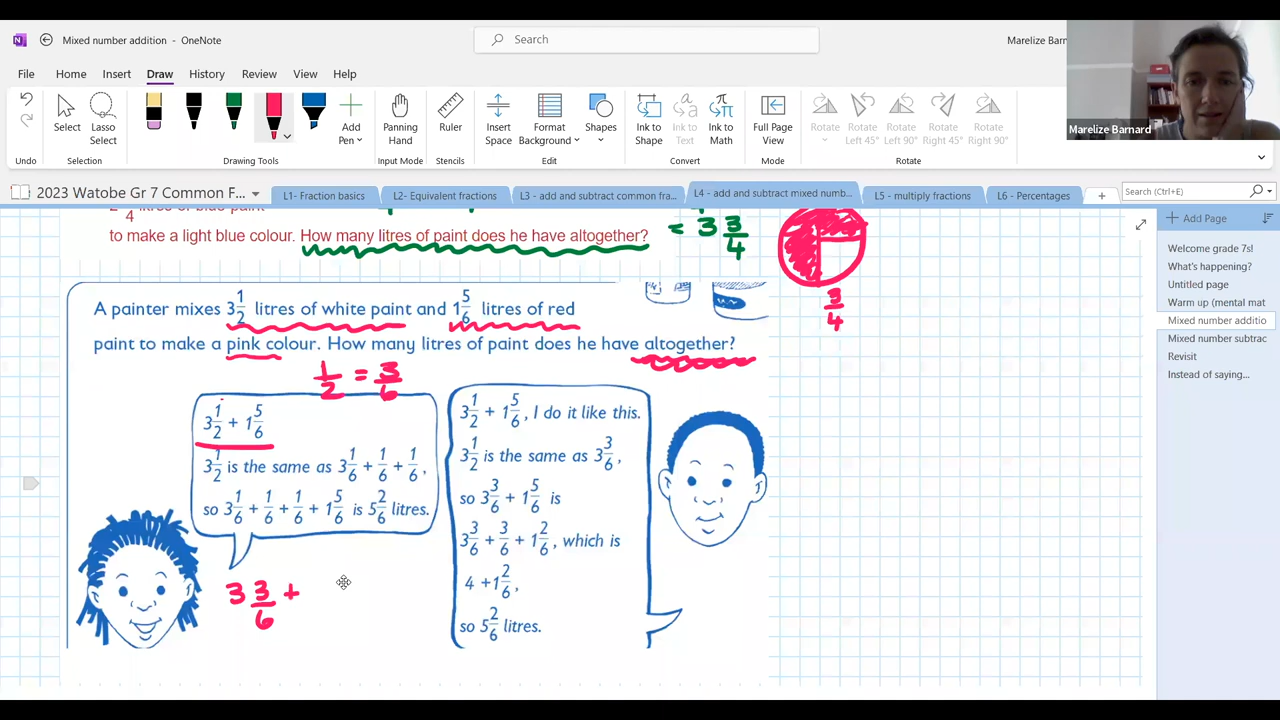 Mixed number addition - OneNote
Search
Marelize Barnard
File Home Insert Draw History Review View Help
Undo
Select
Lasso Select
Add Pen
Panning Hand
Ruler
Insert Space
Format Background
Shapes
Ink to Shape
Ink to Text
Ink to Math
Full Page View
Rotate
Rotate Left 45°
Rotate Left 90°
Rotate Right 45°
Rotate Right 90°
Undo Selection Drawing Tools Input Mode Stencils Edit Convert Mode Rotate
Marelize Barnard
2023 Watobe Gr 7 Common F...
L1- Fraction basics
L2- Equivalent fractions
L3 - add and subtract common fra...
L4 - add and subtract mixed numb...
L5 - multiply fractions
L6 - Percentages
+
Search (Ctrl+E)
Add Page
Welcome grade 7s!
What's happening?
Untitled page
Warm up (mental mat
Mixed number additio
Mixed number subtrac
Revisit
Instead of saying...
to make a light blue colour. How many litres of paint does he have altogether?
= 3 3/4
3/4
A painter mixes 3 1/2 litres of white paint and 1 5/6 litres of red
paint to make a pink colour. How many litres of paint does he have altogether?
1/2 = 3/6
3 1/2 + 1 5/6
3 1/2 is the same as 3 1/6 + 1/6 + 1/6,
so 3 1/6 + 1/6 + 1/6 + 1 5/6 is 5 2/6 litres.
3 3/6 +
3 1/2 + 1 5/6, I do it like this.
3 1/2 is the same as 3 3/6,
so 3 3/6 + 1 5/6 is
3 3/6 + 3/6 + 1 2/6, which is
4 + 1 2/6,
so 5 2/6 litres.